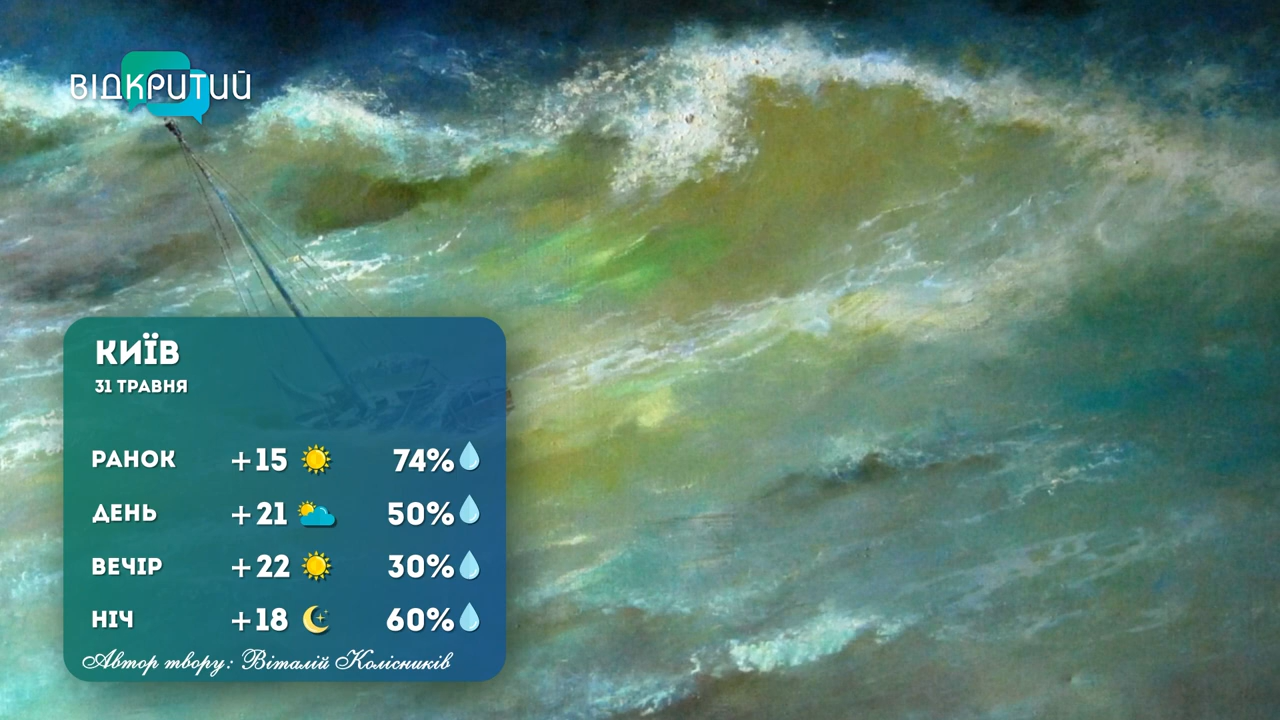 ВІДКРИТИЙ
КИЇВ
31 ТРАВНЯ
РАНОК +15 74%
ДЕНЬ +21 50%
ВЕЧІР +22 30%
НІЧ +18 60%
Автор твору: Віталій Колісників